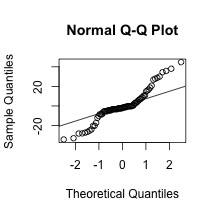 Normal Q-Q Plot
Sample Quantiles
20
-20
-2 -1 0 1 2
Theoretical Quantiles